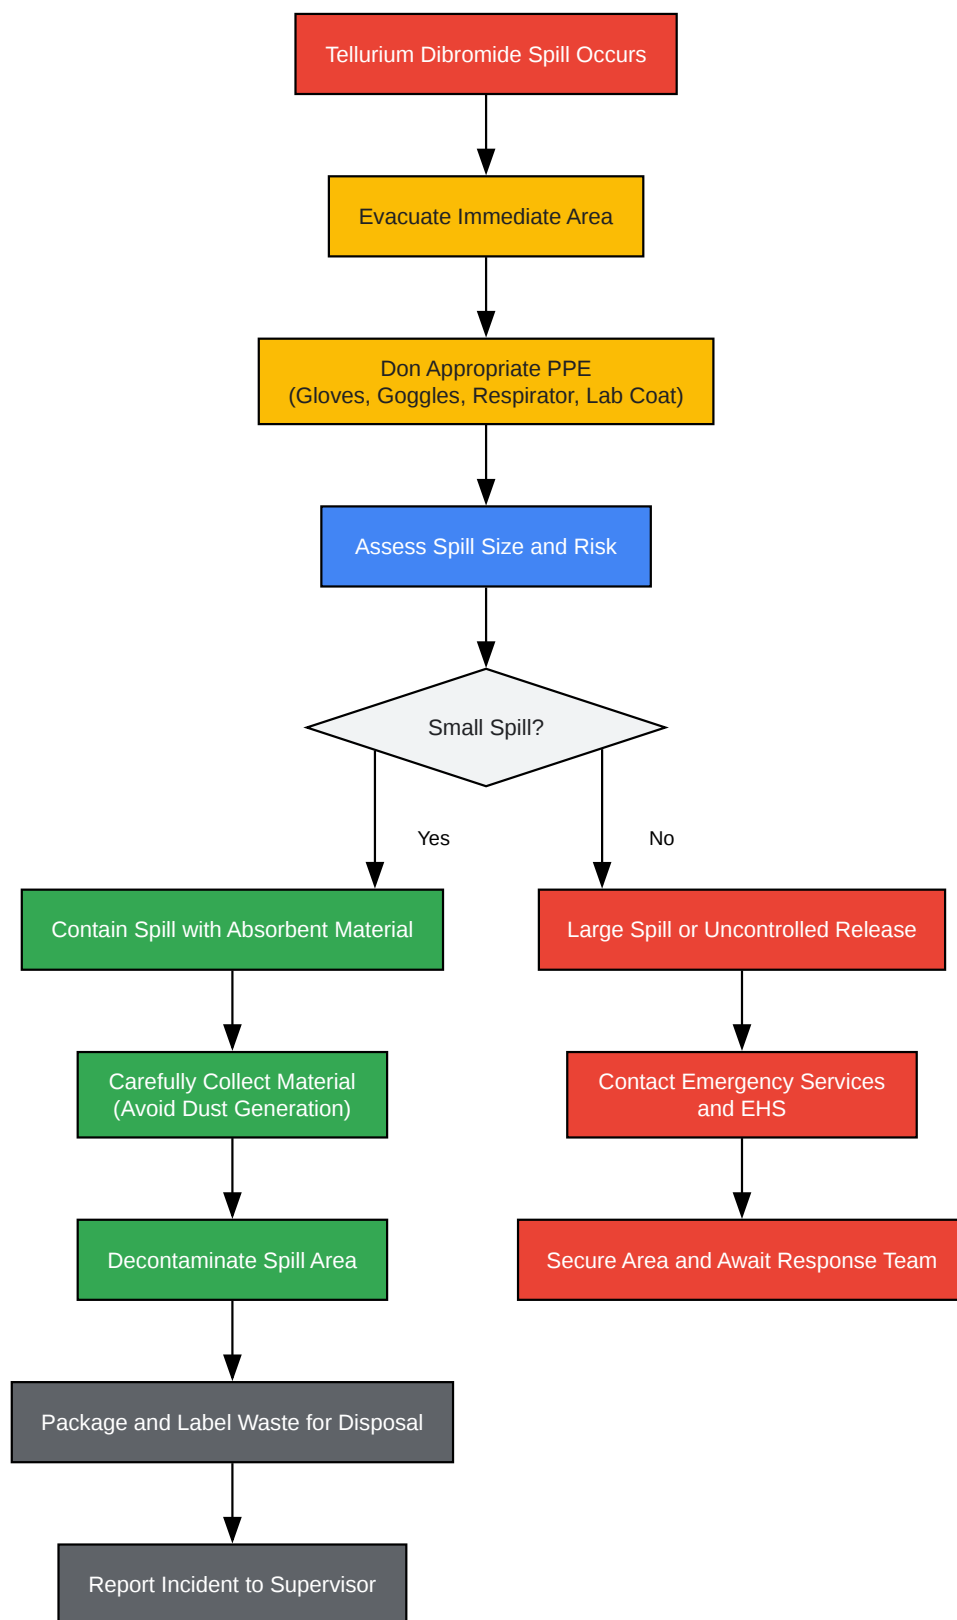 Tellurium Dibromide Spill Occurs
Evacuate Immediate Area
Don Appropriate PPE
(Gloves, Goggles, Respirator, Lab Coat)
Assess Spill Size and Risk
Small Spill?
Yes
No
Contain Spill with Absorbent Material
Large Spill or Uncontrolled Release
Carefully Collect Material
(Avoid Dust Generation)
Contact Emergency Services
and EHS
Decontaminate Spill Area
Secure Area and Await Response Team
Package and Label Waste for Disposal
Report Incident to Supervisor